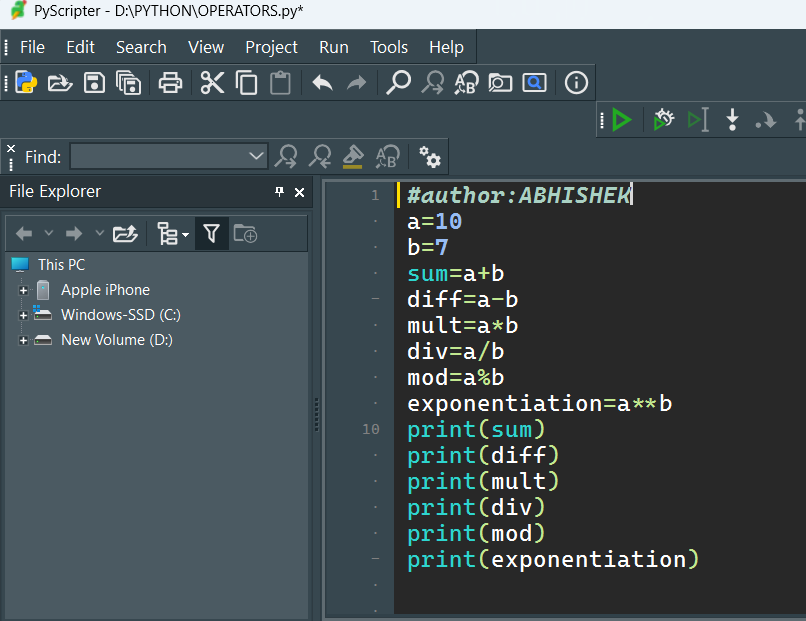 PyScripter - D:\PYTHON\OPERATORS.py*
File Edit Search View Project Run Tools Help
Find:
File Explorer
This PC
Apple iPhone
Windows-SSD (C:)
New Volume (D:)
1 #author:ABHISHEK
a=10
b=7
sum=a+b
diff=a-b
mult=a*b
div=a/b
mod=a%b
exponentiation=a**b
10 print(sum)
print(diff)
print(mult)
print(div)
print(mod)
print(exponentiation)